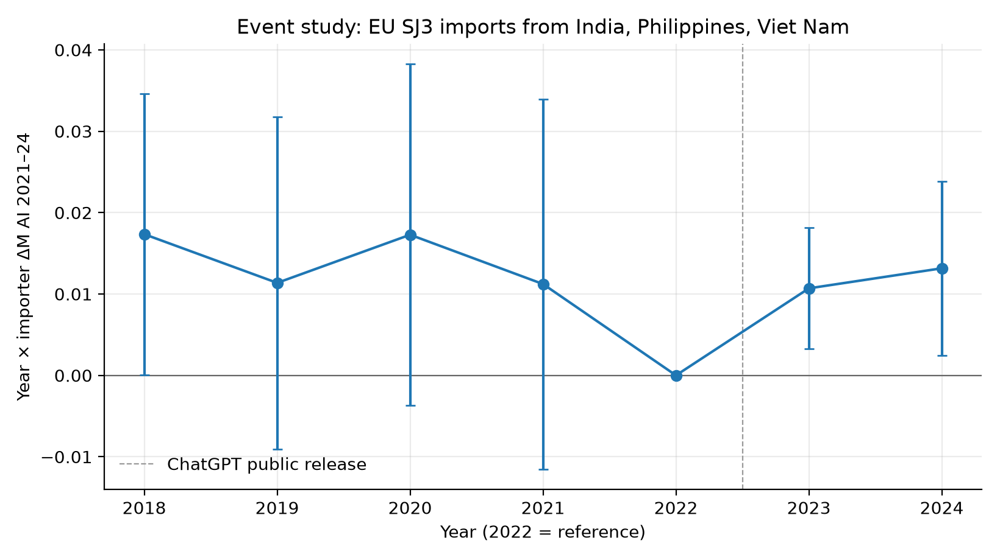 Event study: EU SJ3 imports from India, Philippines, Viet Nam
Year × importer ΔM AI 2021–24
0.04
0.03
0.02
0.01
0.00
−0.01
ChatGPT public release
2018 2019 2020 2021 2022 2023 2024
Year (2022 = reference)